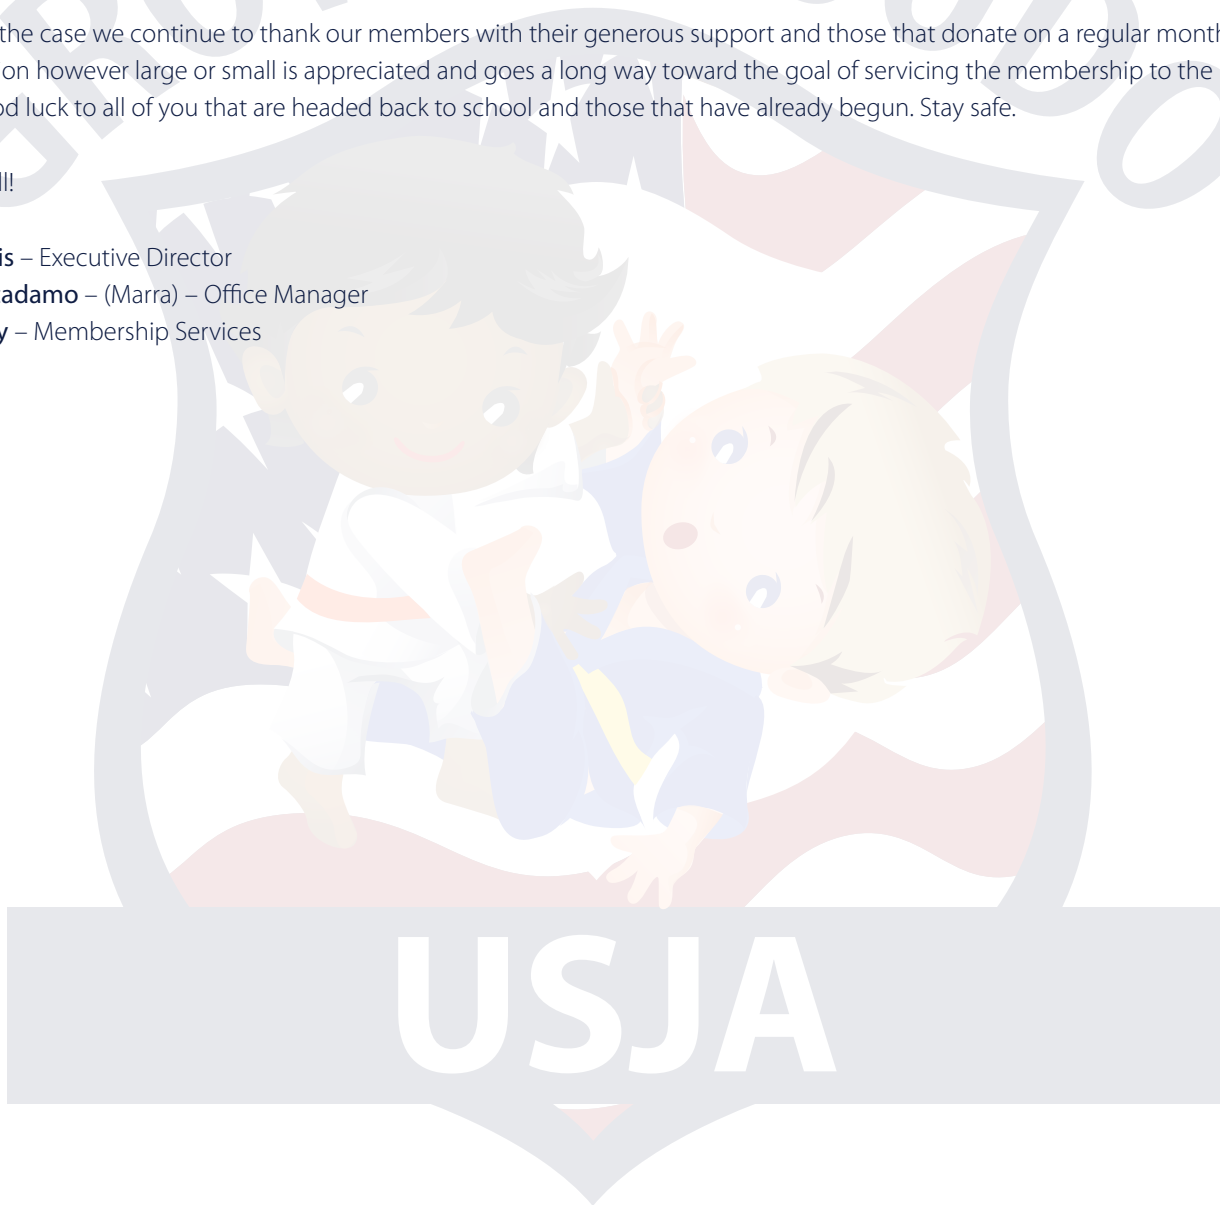 the case we continue to thank our members with their generous support and those that donate on a regular month
on however large or small is appreciated and goes a long way toward the goal of servicing the membership to the
od luck to all of you that are headed back to school and those that have already begun. Stay safe.
ll!
is – Executive Director
adamo – (Marra) – Office Manager
y – Membership Services
USJA